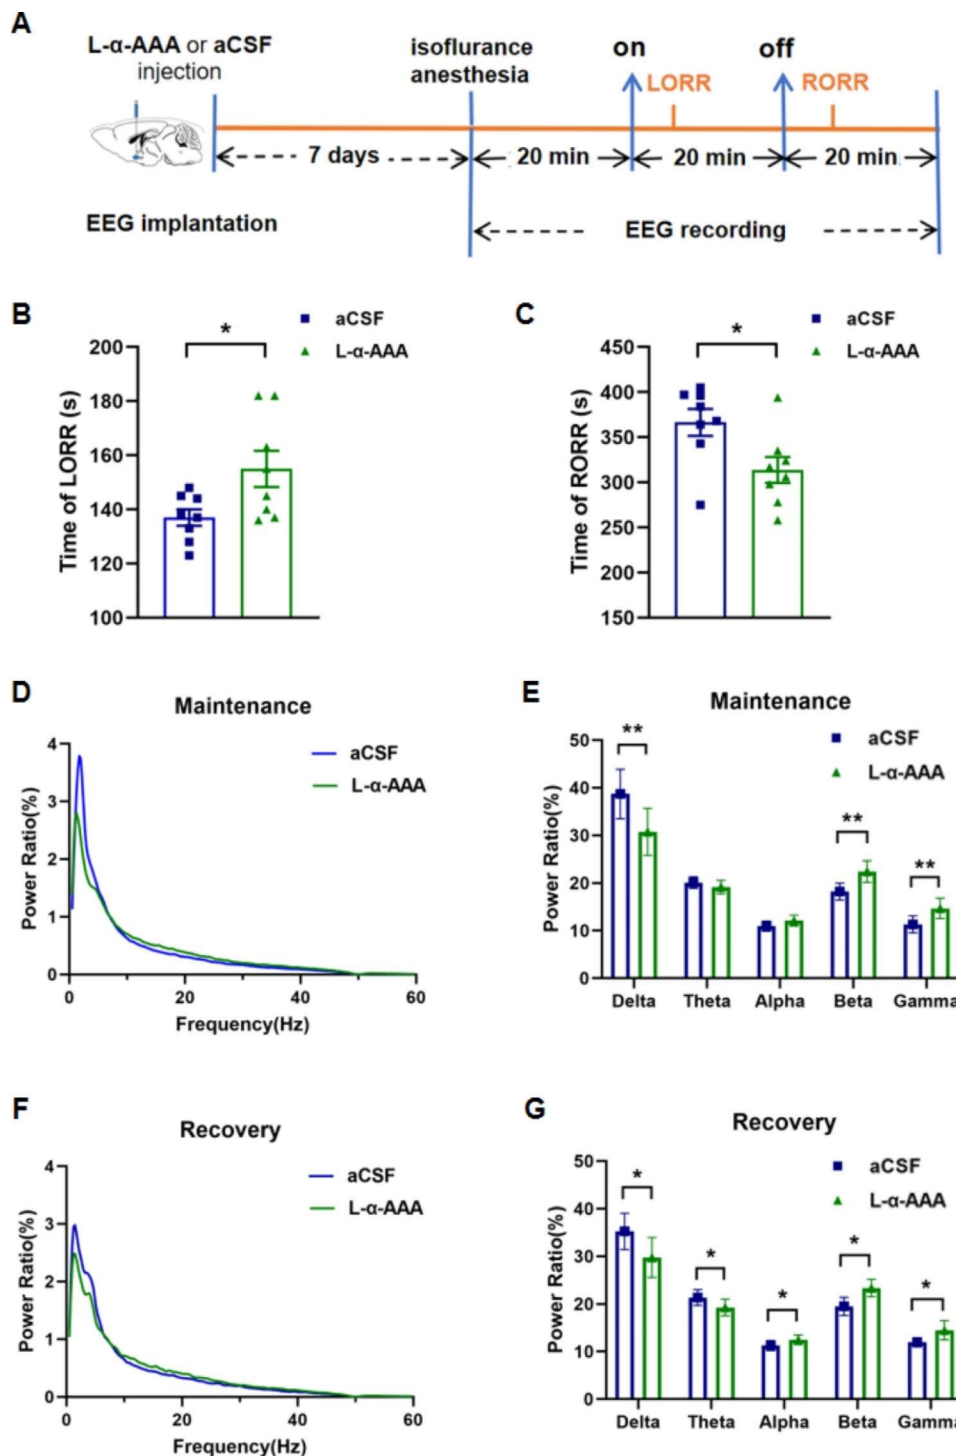 A
L-α-AAA or aCSF
injection
isoflurance
anesthesia
on
off
LORR
RORR
7 days
20 min
20 min
20 min
EEG implantation
EEG recording
B
aCSF
L-α-AAA
*
Time of LORR (s)
200
180
160
140
120
100
C
aCSF
L-α-AAA
*
Time of RORR (s)
450
400
350
300
250
300
150
D
Maintenance
aCSF
L-α-AAA
Power Ratio(%)
4
3
2
1
0
0
20
40
60
Frequency(Hz)
E
Maintenance
aCSF
L-α-AAA
**
**
**
Power Ratio(%)
50
40
30
20
10
0
Delta
Theta
Alpha
Beta
Gamma
F
Recovery
aCSF
L-α-AAA
Power Ratio(%)
4
3
2
1
0
0
20
40
60
Frequency(Hz)
G
Recovery
aCSF
L-α-AAA
*
*
*
*
*
Power Ratio(%)
50
40
30
20
10
0
Delta
Theta
Alpha
Beta
Gamma